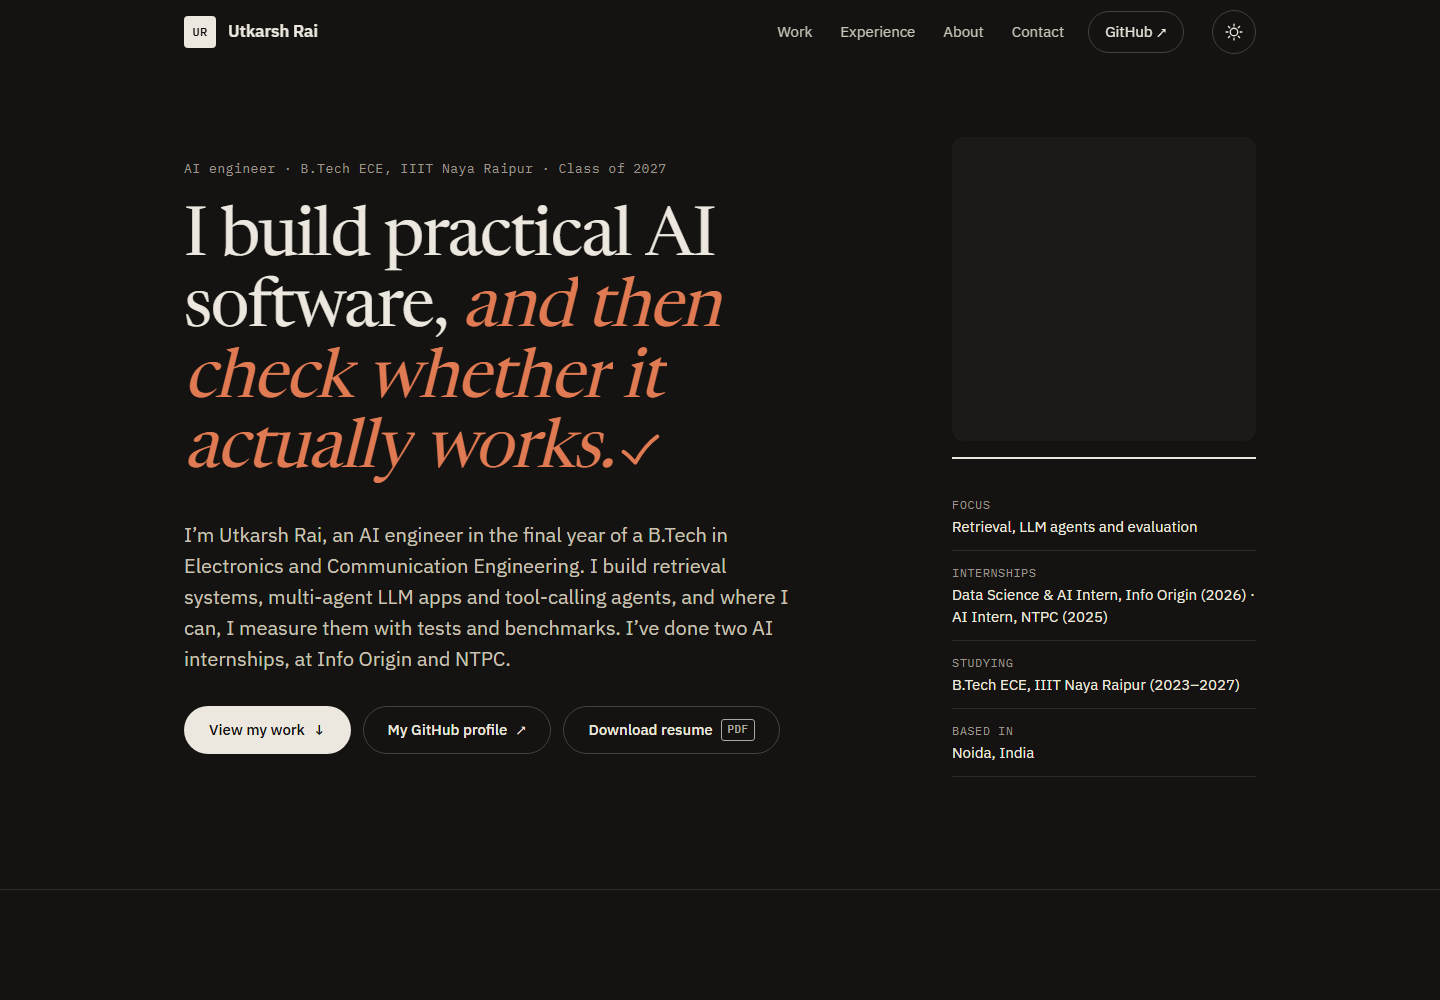 UR
Utkarsh Rai
Work
Experience
About
Contact
GitHub ↗
AI engineer · B.Tech ECE, IIIT Naya Raipur · Class of 2027
I build practical AI
software, and then
check whether it
actually works.✓
I’m Utkarsh Rai, an AI engineer in the final year of a B.Tech in
Electronics and Communication Engineering. I build retrieval
systems, multi-agent LLM apps and tool-calling agents, and where I
can, I measure them with tests and benchmarks. I’ve done two AI
internships, at Info Origin and NTPC.
View my work ↓
My GitHub profile ↗
Download resume PDF
FOCUS
Retrieval, LLM agents and evaluation
INTERNSHIPS
Data Science & AI Intern, Info Origin (2026) ·
AI Intern, NTPC (2025)
STUDYING
B.Tech ECE, IIIT Naya Raipur (2023–2027)
BASED IN
Noida, India